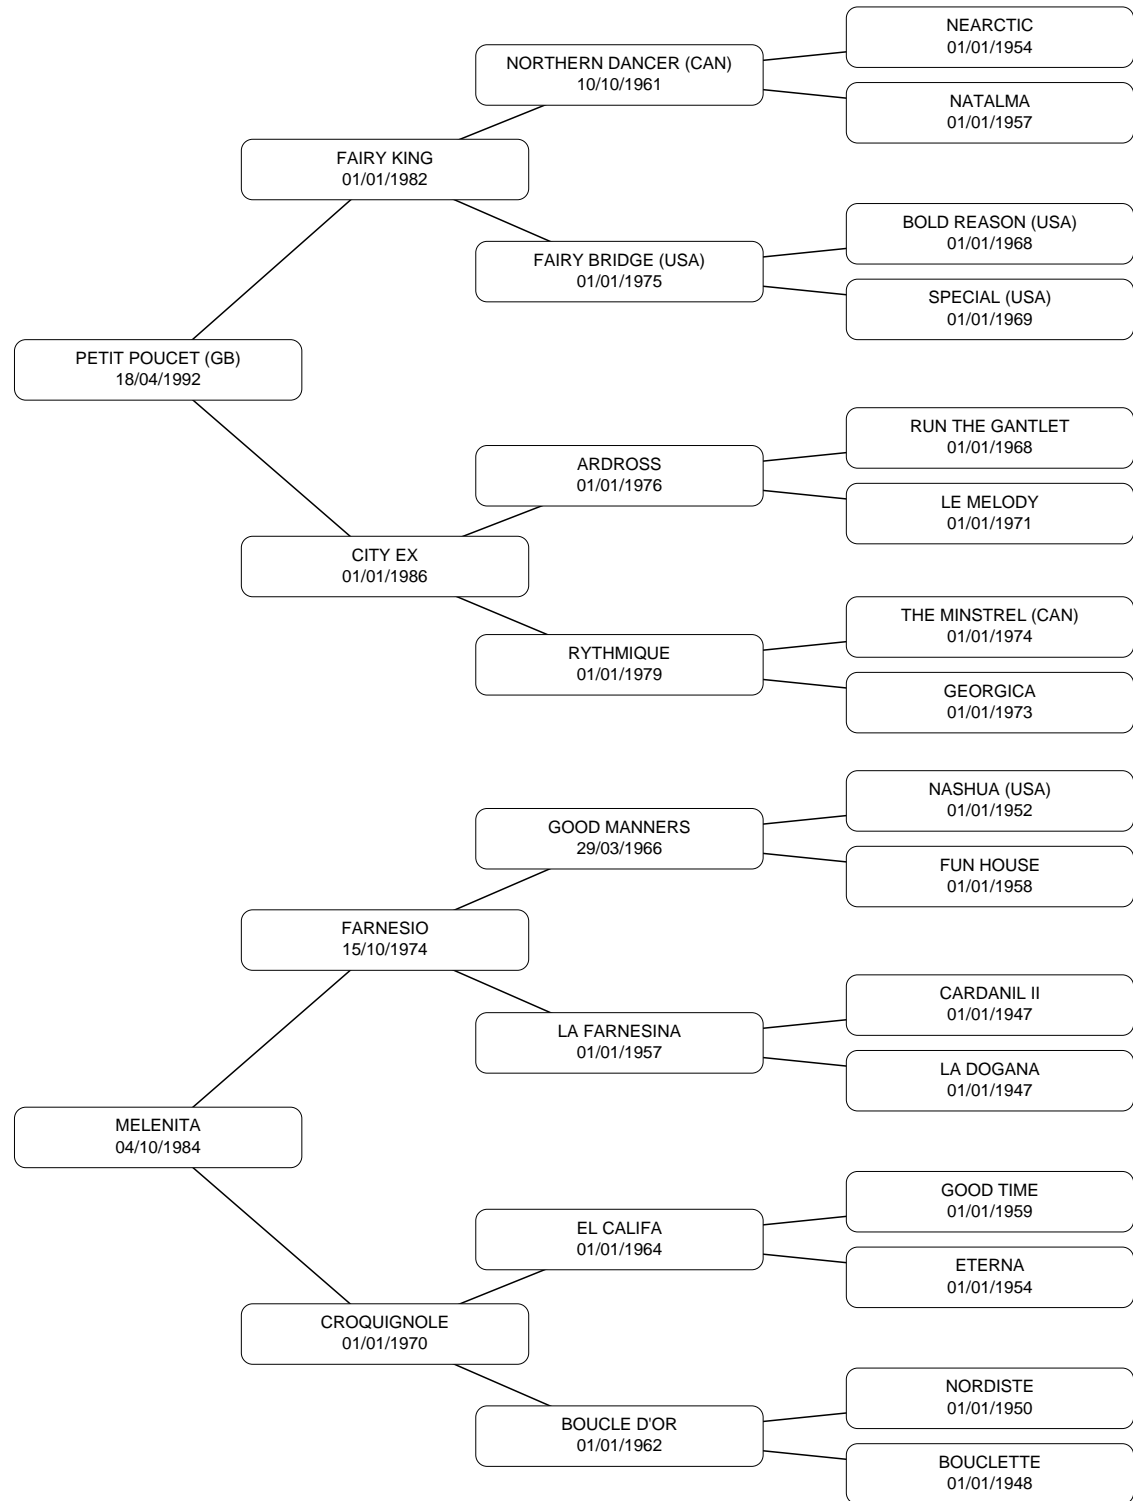 NEARCTIC
01/01/1954
NORTHERN DANCER (CAN)
10/10/1961
NATALMA
01/01/1957
FAIRY KING
01/01/1982
BOLD REASON (USA)
01/01/1968
FAIRY BRIDGE (USA)
01/01/1975
SPECIAL (USA)
01/01/1969
PETIT POUCET (GB)
18/04/1992
RUN THE GANTLET
01/01/1968
ARDROSS
01/01/1976
LE MELODY
01/01/1971
CITY EX
01/01/1986
THE MINSTREL (CAN)
01/01/1974
RYTHMIQUE
01/01/1979
GEORGICA
01/01/1973
NASHUA (USA)
01/01/1952
GOOD MANNERS
29/03/1966
FUN HOUSE
01/01/1958
FARNESIO
15/10/1974
CARDANIL II
01/01/1947
LA FARNESINA
01/01/1957
LA DOGANA
01/01/1947
MELENITA
04/10/1984
GOOD TIME
01/01/1959
EL CALIFA
01/01/1964
ETERNA
01/01/1954
CROQUIGNOLE
01/01/1970
NORDISTE
01/01/1950
BOUCLE D'OR
01/01/1962
BOUCLETTE
01/01/1948